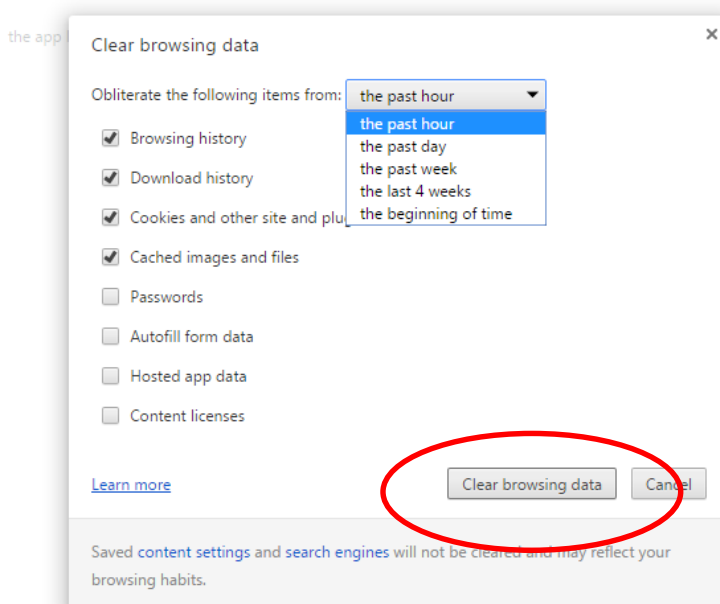 the app
Clear browsing data
Obliterate the following items from: the past hour
the past hour
the past day
the past week
the last 4 weeks
the beginning of time
Browsing history
Download history
Cookies and other site and
Cached images and files
Passwords
Autofill form data
Hosted app data
Content licenses
Learn more Clear browsing data Cancel
Saved content settings and search engines will not be cleared and may reflect your
browsing habits.